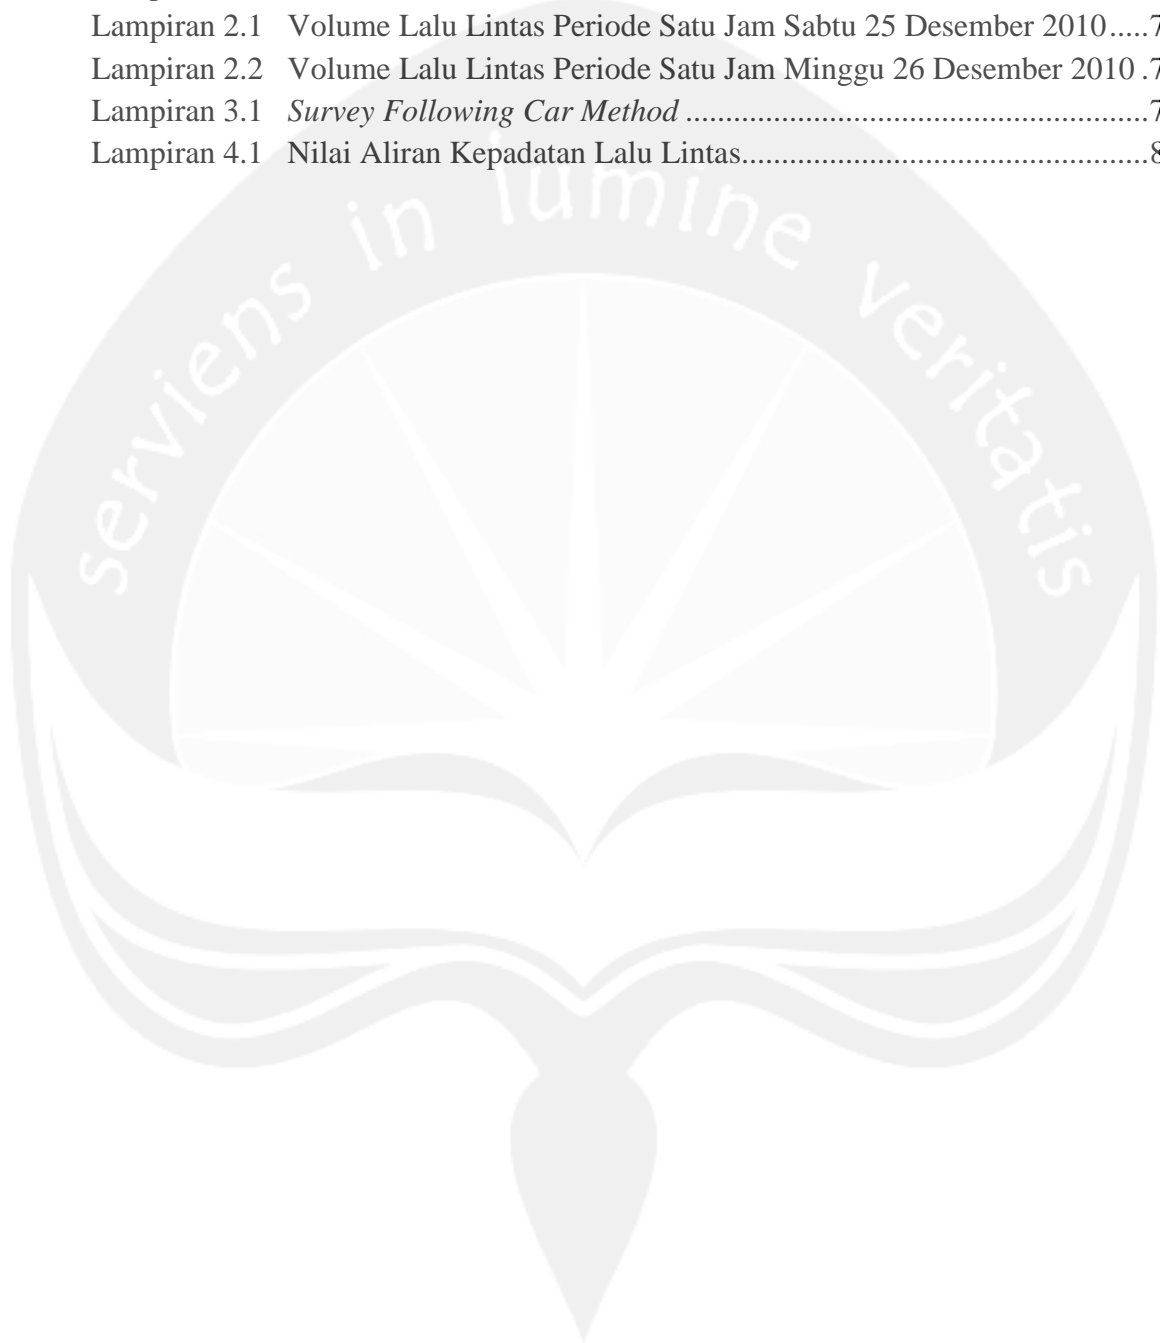 Lampiran 2.1 Volume Lalu Lintas Periode Satu Jam Sabtu 25 Desember 2010.....7
Lampiran 2.2 Volume Lalu Lintas Periode Satu Jam Minggu 26 Desember 2010 .7
Lampiran 3.1 Survey Following Car Method ..........................................................7
Lampiran 4.1 Nilai Aliran Kepadatan Lalu Lintas...................................................8
serviens in lumine veritatis